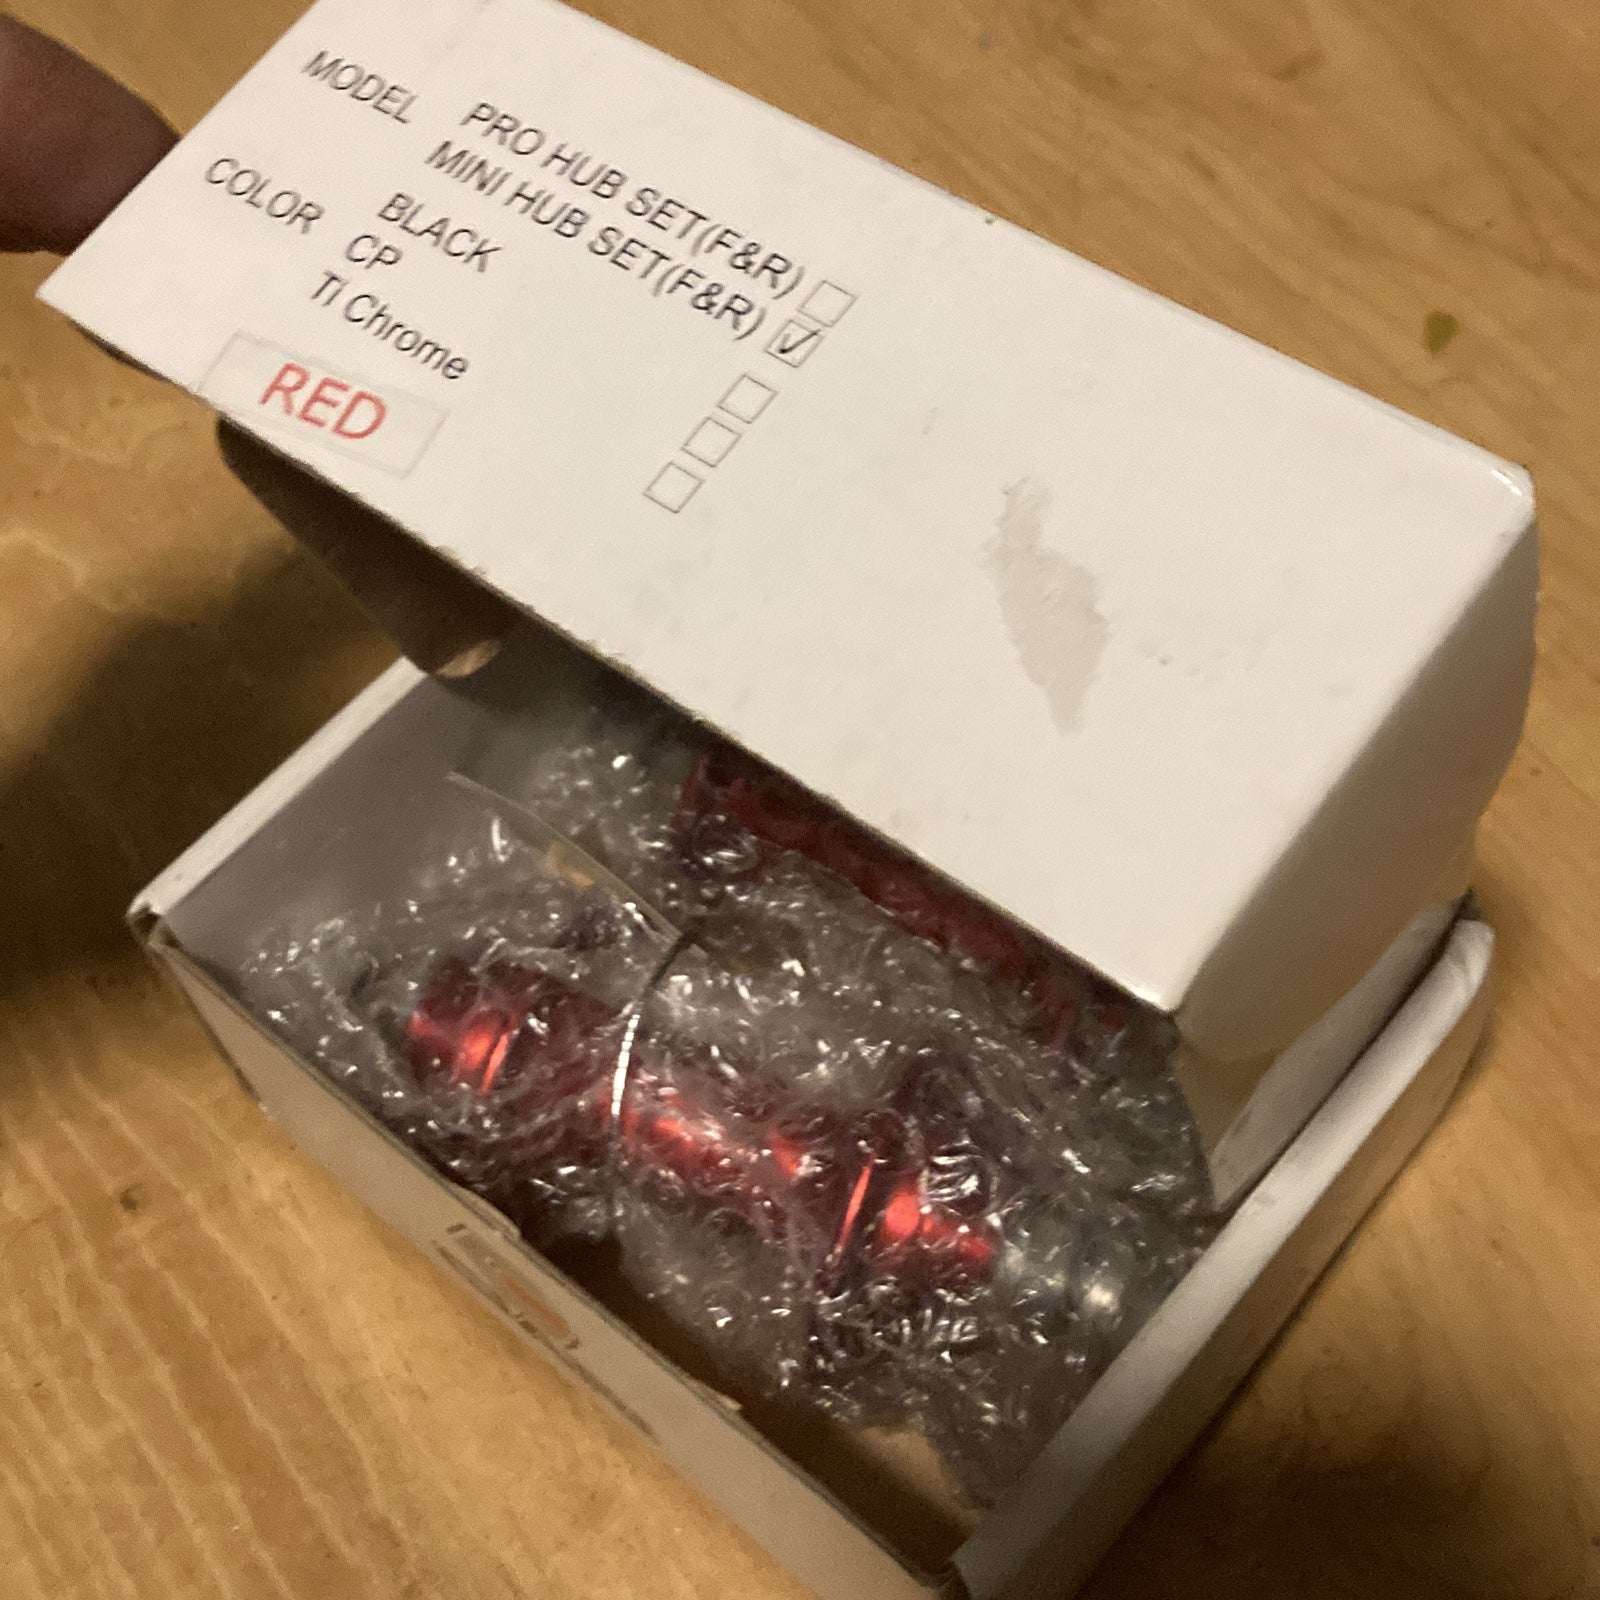 MODEL PRO HUB SET(F&R) ☐
MINI HUB SET(F&R) ☑
COLOR BLACK ☐
CP ☐
Ti Chrome ☐
RED